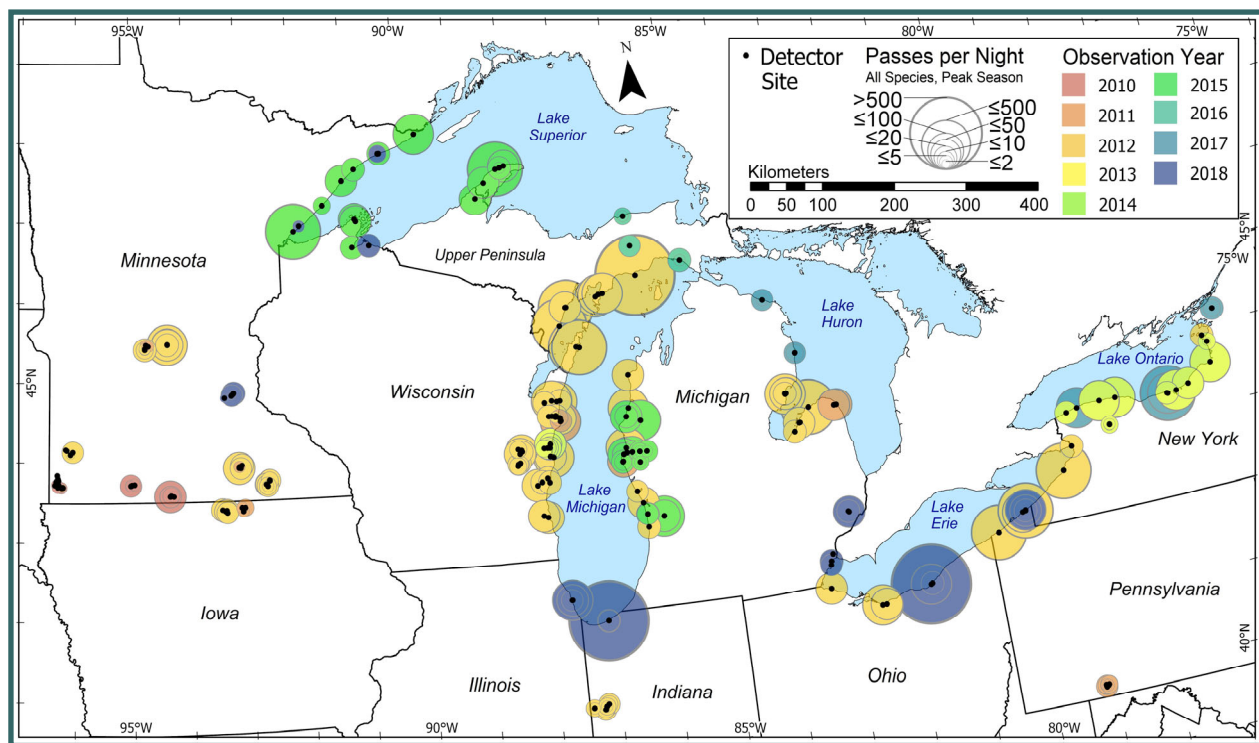 95°W
90°W
85°W
80°W
75°W
N
Detector
Site
Passes per Night
All Species, Peak Season
>500
≤100
≤20
≤5
≤500
≤50
≤10
≤2
Observation Year
2010
2011
2012
2013
2014
2015
2016
2017
2018
Kilometers
0 25 50 100 200 300 400
Lake
Superior
Minnesota
Upper Peninsula
45°N
75°W
Lake
Huron
Lake Ontario
45°N
Wisconsin
Michigan
New York
Lake
Michigan
Lake
Erie
Pennsylvania
Iowa
40°N
Illinois
Indiana
Ohio
95°W
90°W
85°W
80°W